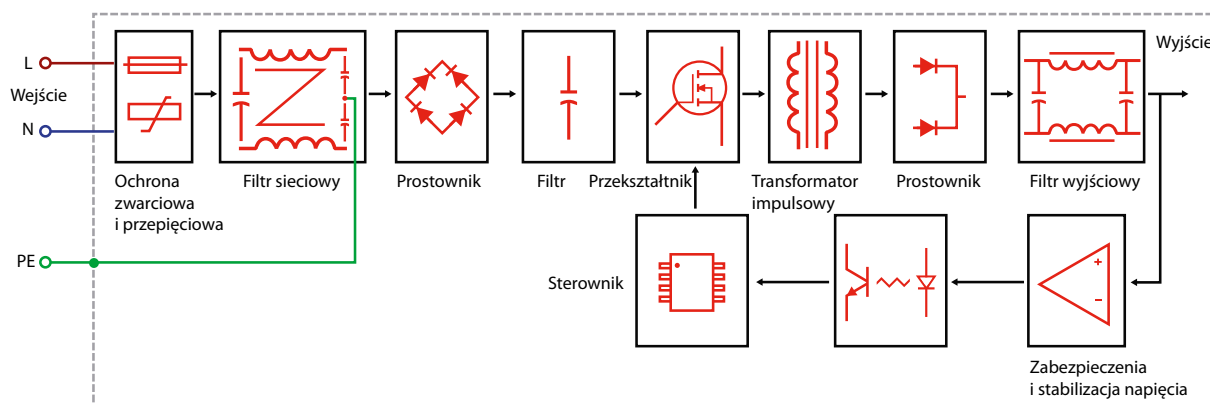 L
Wejście
N
PE
Ochrona
zwarciowa
i przepięciowa
Filtr sieciowy
Prostownik
Filtr
Przekształtnik
Transformator
impulsowy
Prostownik
Filtr wyjściowy
Wyjście
Sterownik
+
−
Zabezpieczenia
i stabilizacja napięcia